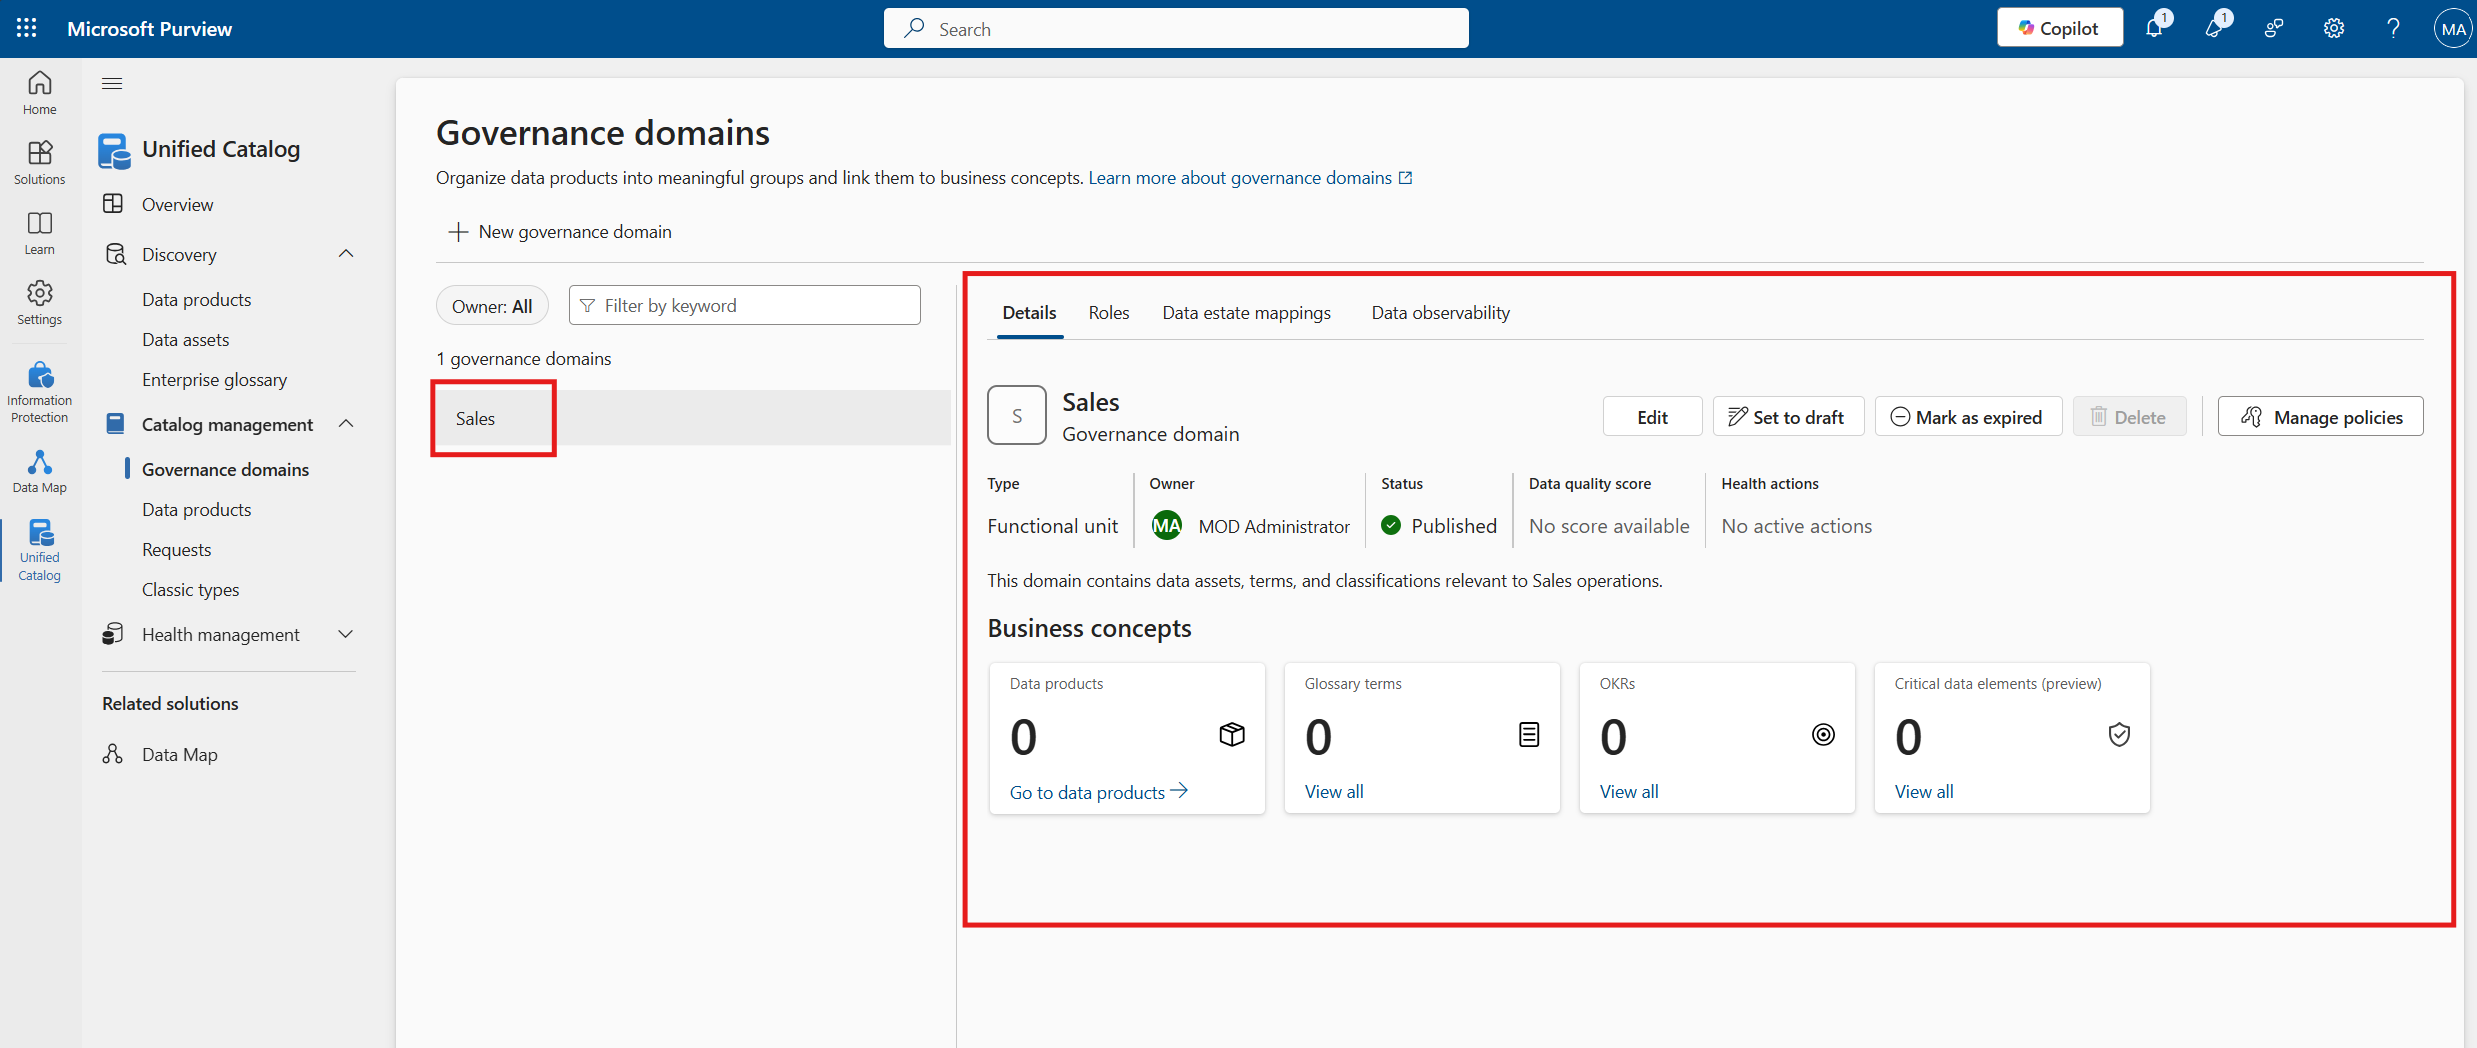 Microsoft Purview
Search
Copilot
1
1
MA
Home
Solutions
Learn
Settings
Information
Protection
Data Map
Unified
Catalog
Unified Catalog
Overview
Discovery
Data products
Data assets
Enterprise glossary
Catalog management
Governance domains
Data products
Requests
Classic types
Health management
Related solutions
Data Map
Governance domains
Organize data products into meaningful groups and link them to business concepts. Learn more about governance domains
New governance domain
Owner: All
Filter by keyword
1 governance domains
Sales
Details Roles Data estate mappings Data observability
S
Sales
Governance domain
Edit Set to draft Mark as expired Delete Manage policies
Type Owner Status Data quality score Health actions
Functional unit MA MOD Administrator Published No score available No active actions
This domain contains data assets, terms, and classifications relevant to Sales operations.
Business concepts
Data products Glossary terms OKRs Critical data elements (preview)
0 0 0 0
Go to data products View all View all View all